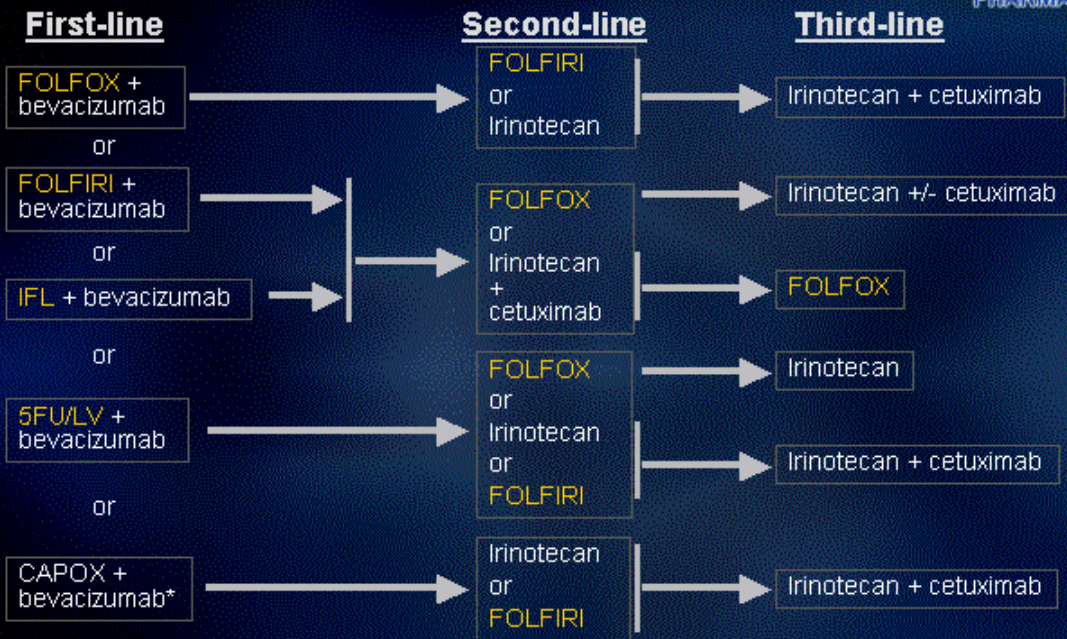 First-line
Second-line
Third-line
FOLFOX +
bevacizumab
or
FOLFIRI +
bevacizumab
or
IFL + bevacizumab
or
5FU/LV +
bevacizumab
or
CAPOX +
bevacizumab*
FOLFIRI
or
Irinotecan
FOLFOX
or
Irinotecan
+
cetuximab
FOLFOX
or
Irinotecan
or
FOLFIRI
Irinotecan
or
FOLFIRI
Irinotecan + cetuximab
Irinotecan +/- cetuximab
FOLFOX
Irinotecan
Irinotecan + cetuximab
Irinotecan + cetuximab